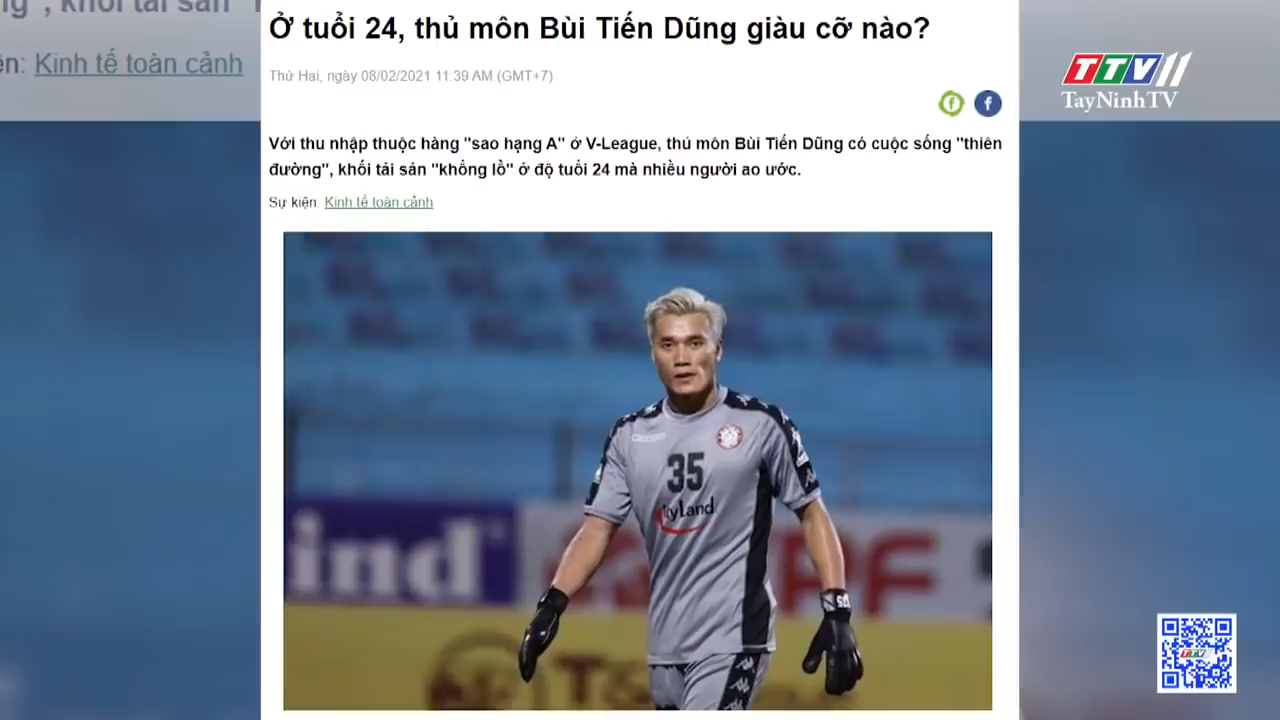 Ở tuổi 24, thủ môn Bùi Tiến Dũng giàu cỡ nào?
Thứ Hai, ngày 08/02/2021 11:39 AM (GMT+7)
Với thu nhập thuộc hàng "sao hạng A" ở V-League, thủ môn Bùi Tiến Dũng có cuộc sống "thiên
đường", khối tài sản "khổng lồ" ở độ tuổi 24 mà nhiều người ao ước.
Sự kiện: Kinh tế toàn cảnh
Kinh tế toàn cảnh
TTV11
TayNinhTV
35
CityLand
ind
PF
T&
TTV